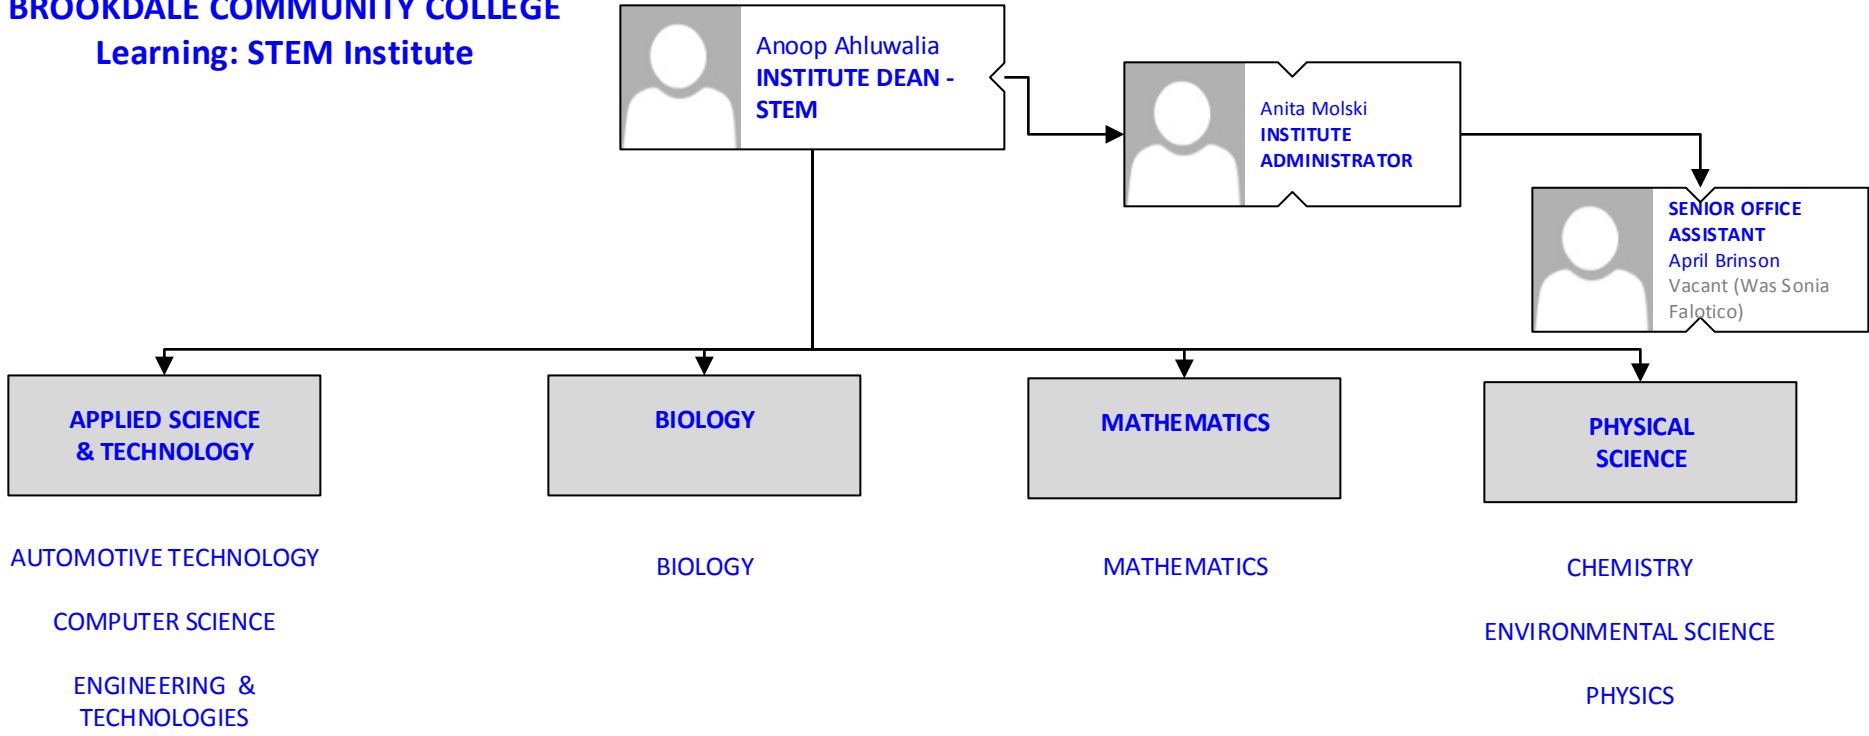 BROOKDALE COMMUNITY COLLEGE
Learning: STEM Institute
Anoop Ahluwalia
INSTITUTE DEAN -
STEM
Anita Molski
INSTITUTE
ADMINISTRATOR
SENIOR OFFICE
ASSISTANT
April Brinson
Vacant (Was Sonia
Falotico)
APPLIED SCIENCE
& TECHNOLOGY
BIOLOGY
MATHEMATICS
PHYSICAL
SCIENCE
AUTOMOTIVE TECHNOLOGY
COMPUTER SCIENCE
ENGINEERING &
TECHNOLOGIES
BIOLOGY
MATHEMATICS
CHEMISTRY
ENVIRONMENTAL SCIENCE
PHYSICS